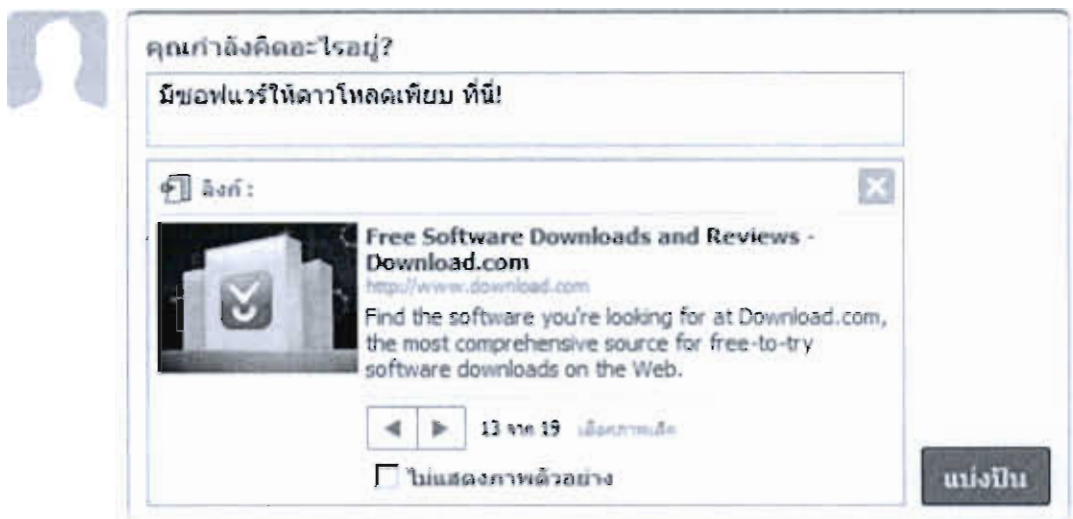 คุณกำลังคิดอะไรอยู่?
มีซอฟแวร์ให้ดาวโหลดเพียบ ที่นี่!
ลิงก์ :
Free Software Downloads and Reviews -
Download.com
http://www.download.com
Find the software you're looking for at Download.com,
the most comprehensive source for free-to-try
software downloads on the Web.
13 จาก 19
ไม่แสดงภาพตัวอย่าง
แบ่งปัน